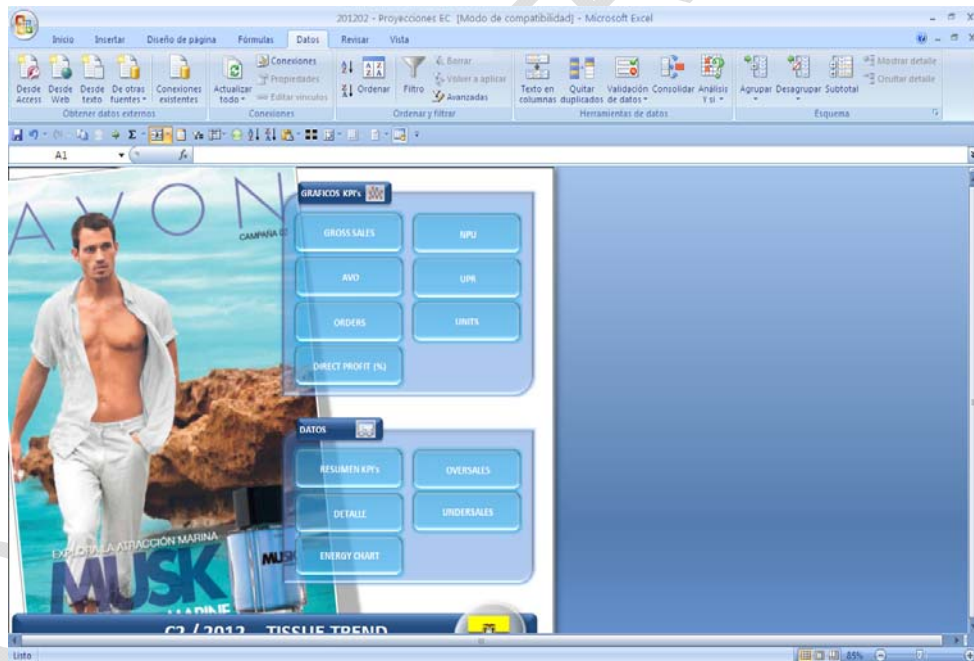 201202 - Proyecciones EC [Modo de compatibilidad] - Microsoft Excel
Inicio Insertar Diseño de página Fórmulas Datos Revisar Vista
Desde Access
Desde Web
Desde texto
De otras fuentes
Conexiones existentes
Obtener datos externos
Actualizar todo
Conexiones
Propiedades
Editar vínculos
Conexiones
Ordenar
Filtro
Borrar
Volver a aplicar
Avanzadas
Ordenar y filtrar
Texto en columnas
Quitar duplicados
Validación de datos
Consolidar
Análisis Y si
Herramientas de datos
Agrupar
Desagrupar
Subtotal
Mostrar detalle
Ocultar detalle
Esquema
A1
fx
AVON
CAMPAÑA 02
GRAFICOS KPI's
GROSS SALES
NPU
AVO
UPR
ORDERS
UNITS
DIRECT PROFIT (%)
DATOS
RESUMEN KPI's
OVERSALES
DETALLE
UNDERSALES
ENERGY CHART
EXPLORA LA ATRACCIÓN MARINA
MUSK
MARINE
MUSK
C2 / 2012 TISSUE TREND
Listo
85%